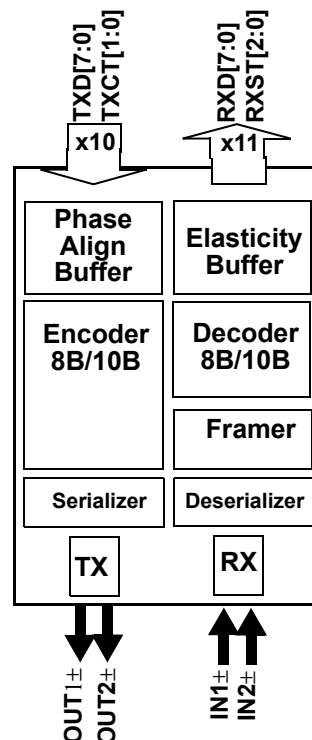 TXD[7:0]
TXCT[1:0]
RXD[7:0]
RXST[2:0]
x10
x11
Phase
Align
Buffer
Elasticity
Buffer
Encoder
8B/10B
Decoder
8B/10B
Framer
Serializer
Deserializer
TX
RX
OUT1±
OUT2±
IN1±
IN2±